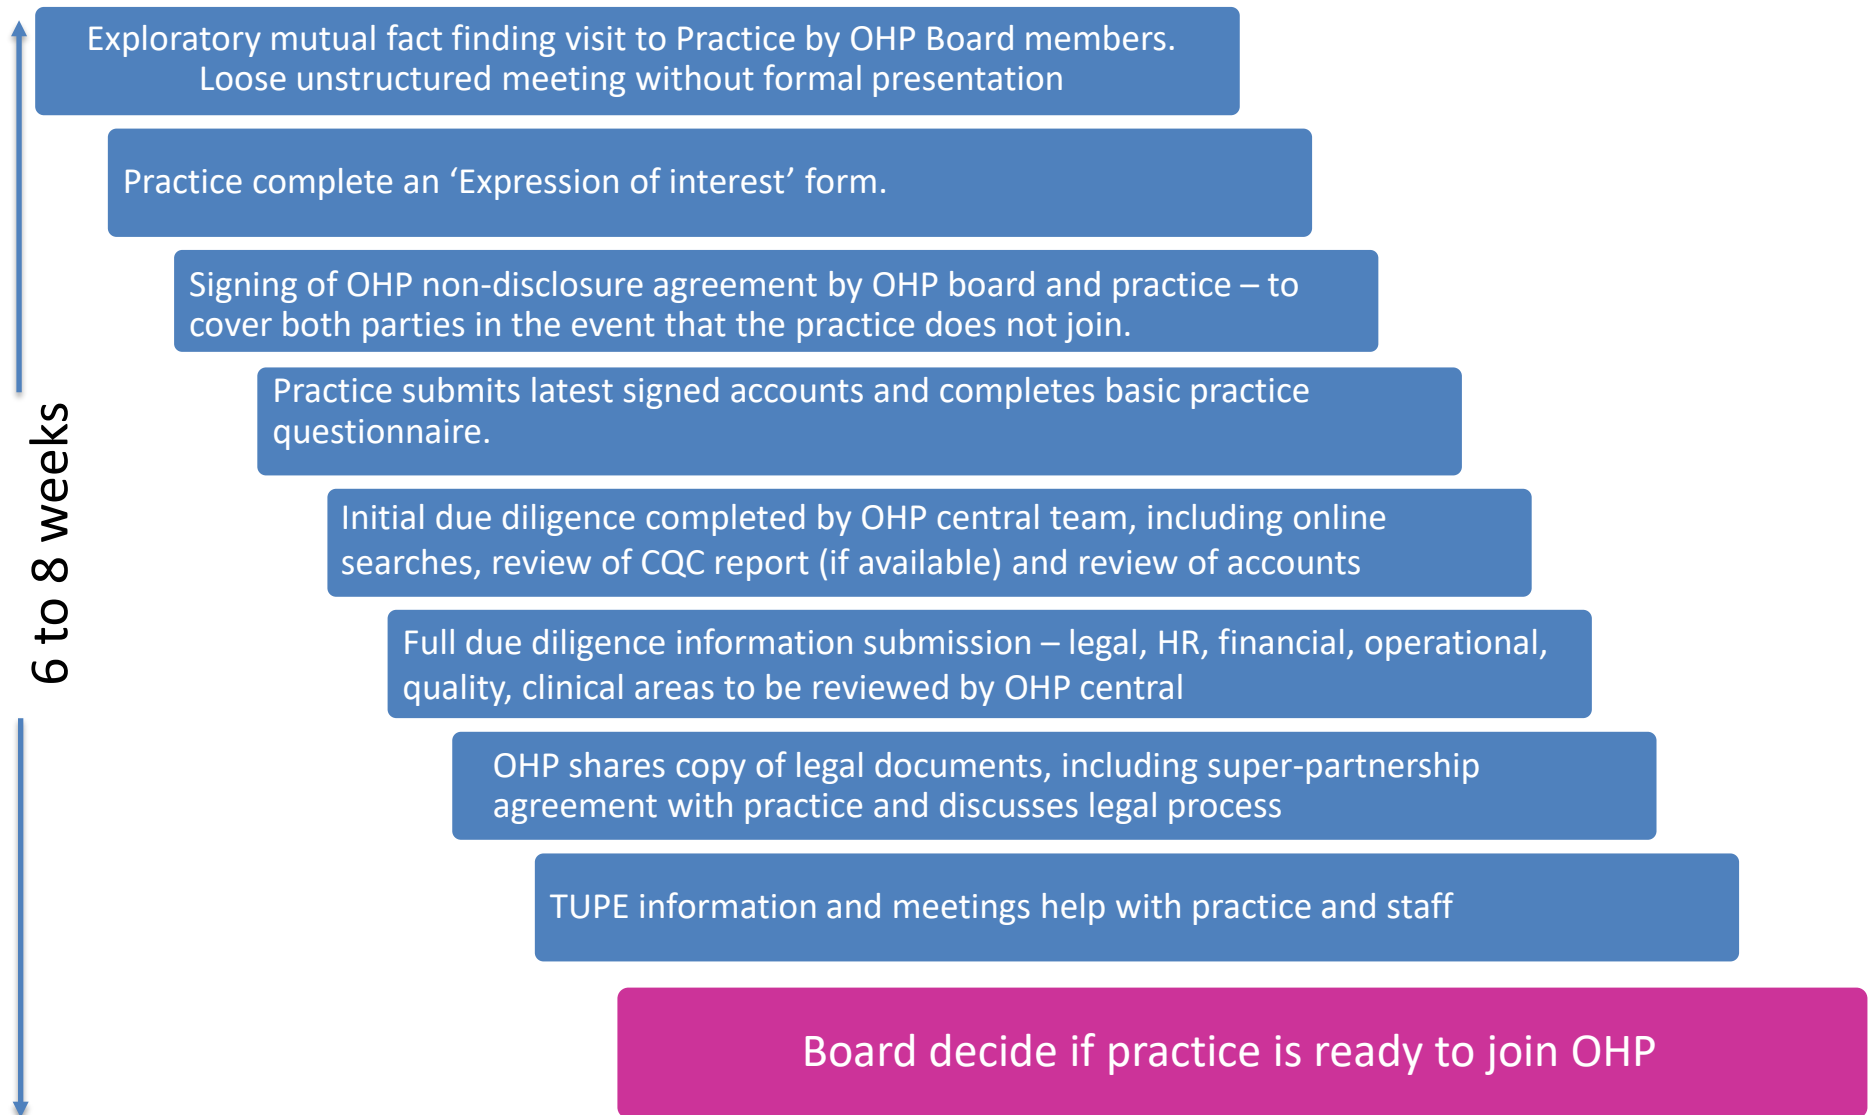 Exploratory mutual fact finding visit to Practice by OHP Board members.
Loose unstructured meeting without formal presentation
Practice complete an ‘Expression of interest’ form.
Signing of OHP non-disclosure agreement by OHP board and practice – to
cover both parties in the event that the practice does not join.
Practice submits latest signed accounts and completes basic practice
questionnaire.
6 to 8 weeks
Initial due diligence completed by OHP central team, including online
searches, review of CQC report (if available) and review of accounts
Full due diligence information submission – legal, HR, financial, operational,
quality, clinical areas to be reviewed by OHP central
OHP shares copy of legal documents, including super-partnership
agreement with practice and discusses legal process
TUPE information and meetings help with practice and staff
Board decide if practice is ready to join OHP